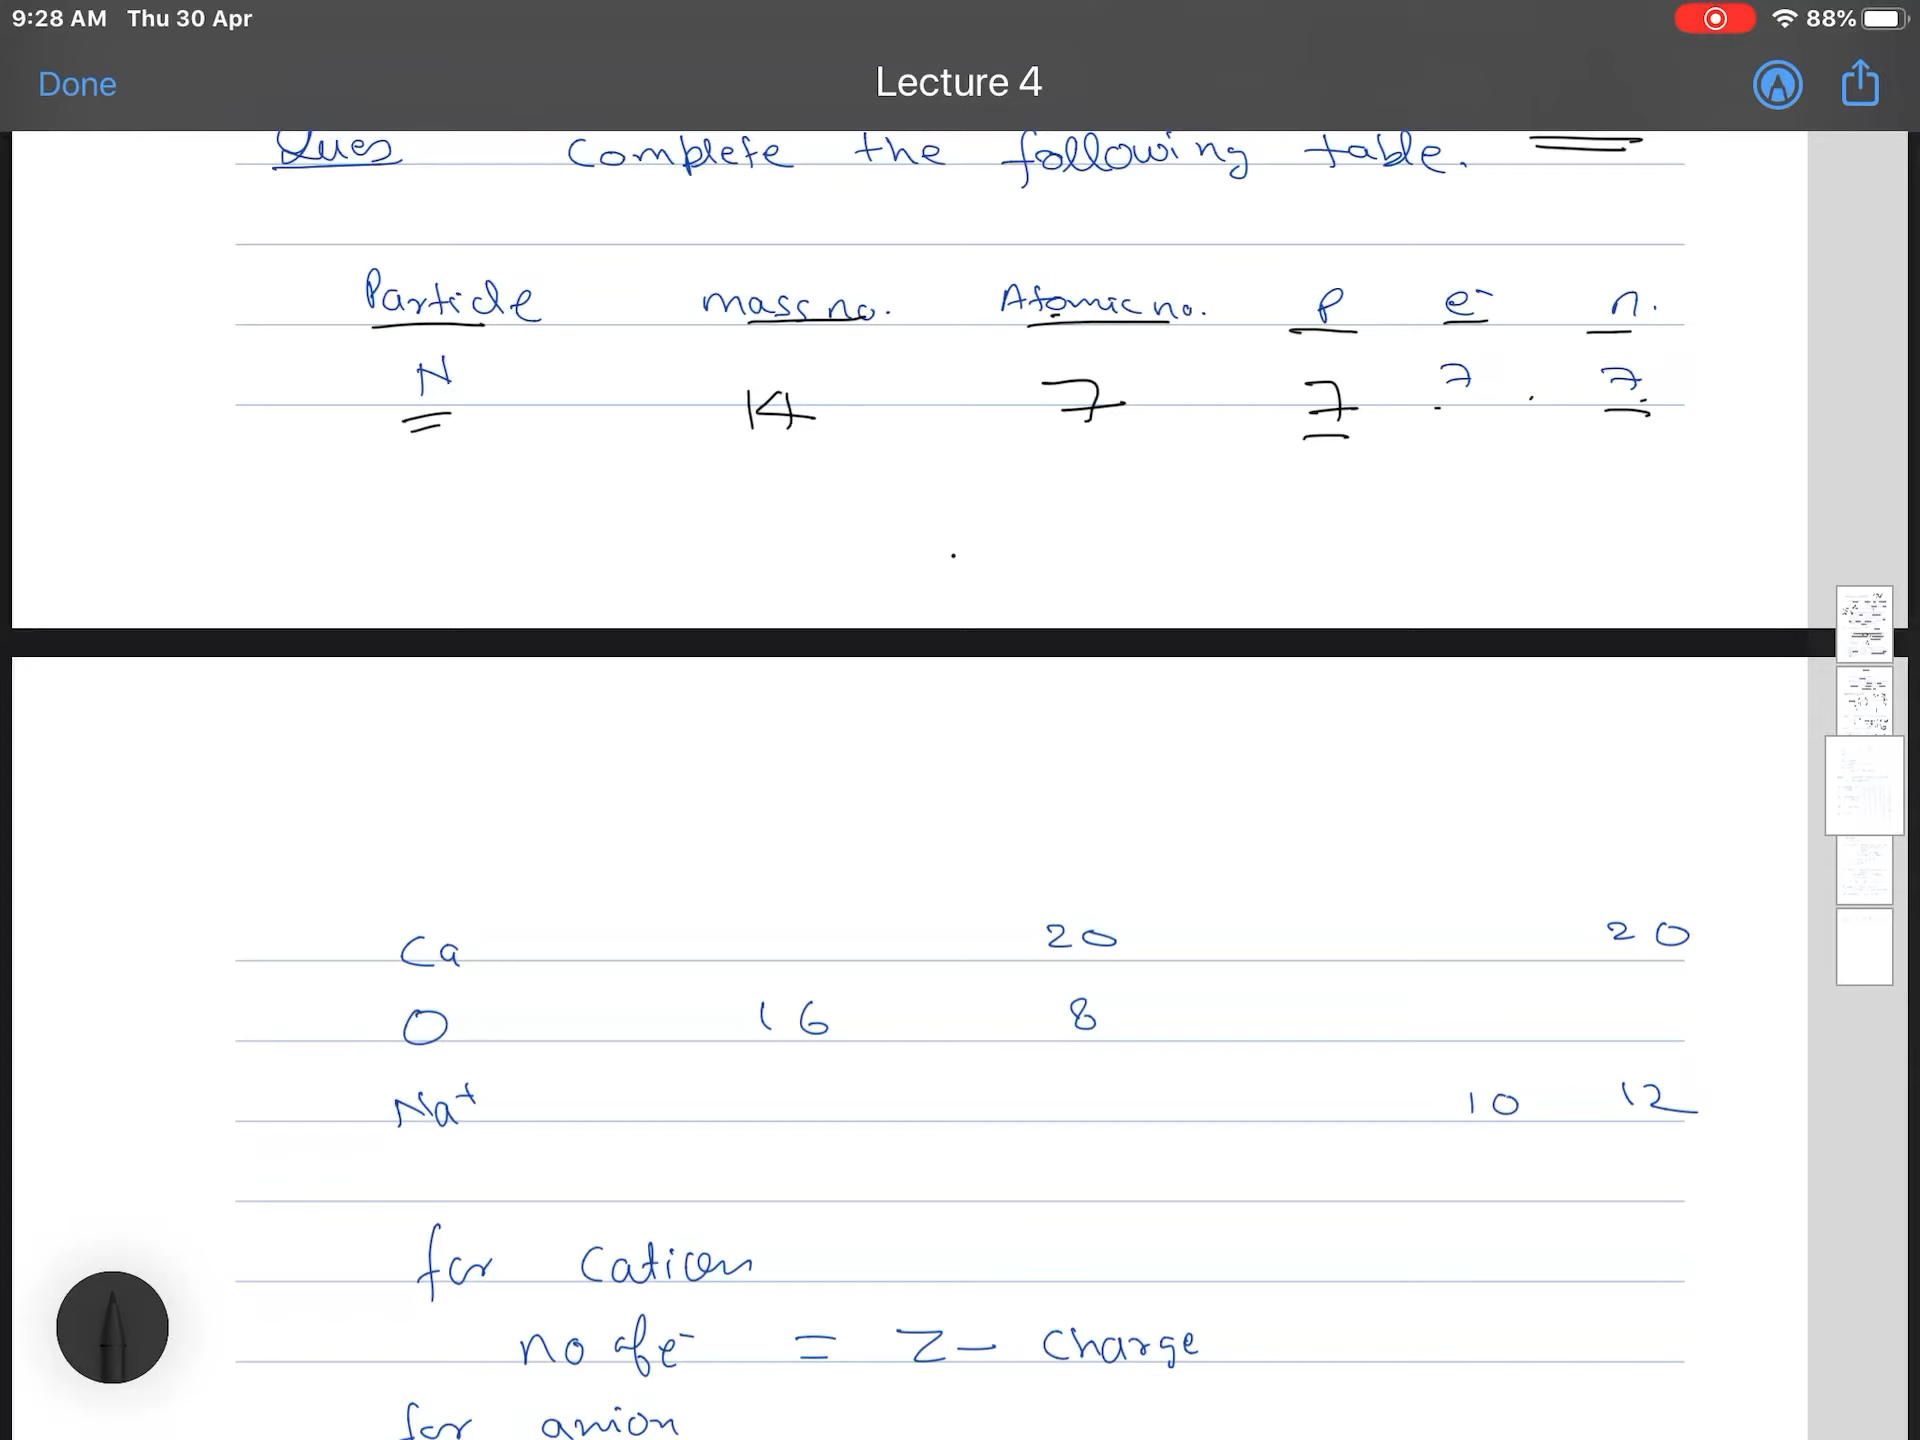 9:28 AM Thu 30 Apr 88%
Done Lecture 4
Ques Complete the following table.
Particle mass no. Atomic no. P e⁻ n.
N 14 7 7 7 7
Ca 20 20
O 16 8
Na⁺ 10 12
for Cation
no of e⁻ = Z - charge
for anion